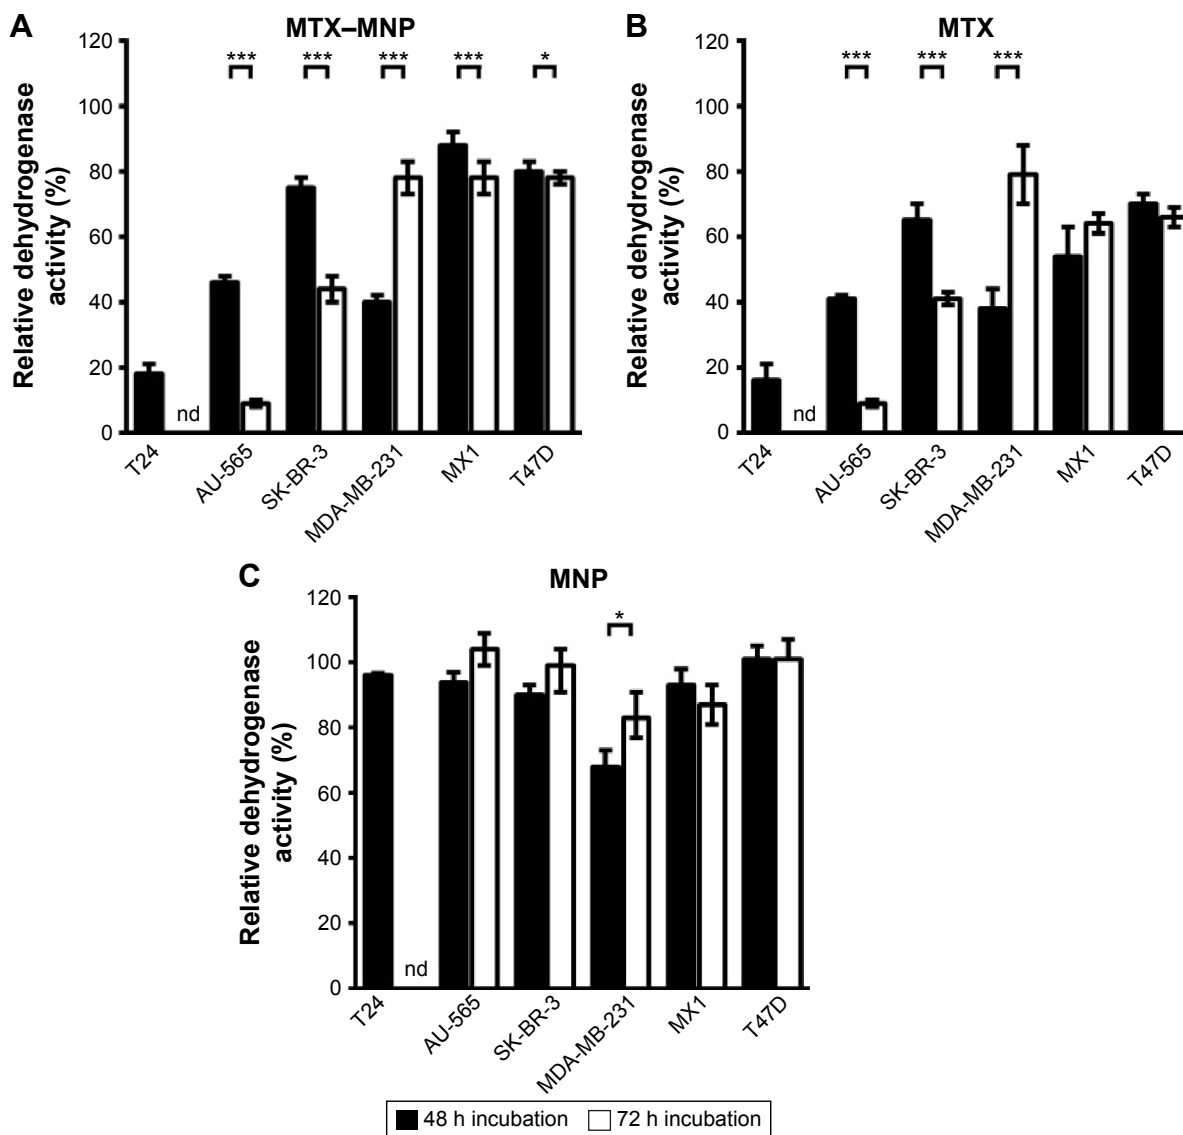 A
MTX–MNP
Relative dehydrogenase
activity (%)
120
100
80
60
40
20
0
*** *** *** *** *
nd
T24 AU-565 SK-BR-3 MDA-MB-231 MX1 T47D
B
MTX
Relative dehydrogenase
activity (%)
120
100
80
60
40
20
0
*** *** ***
nd
T24 AU-565 SK-BR-3 MDA-MB-231 MX1 T47D
C
MNP
Relative dehydrogenase
activity (%)
120
100
80
60
40
20
0
*
nd
T24 AU-565 SK-BR-3 MDA-MB-231 MX1 T47D
48 h incubation 72 h incubation